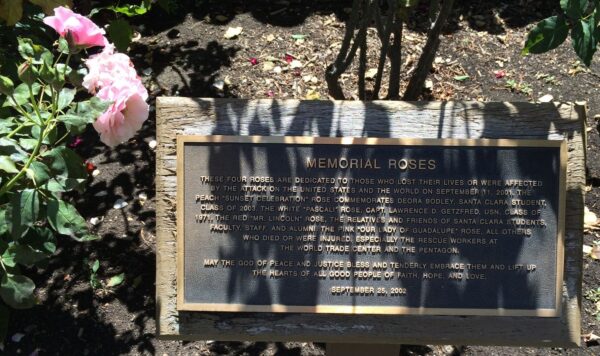 MEMORIAL ROSES
THESE FOUR ROSES ARE DEDICATED TO THOSE WHO LOST THEIR LIVES OR WERE AFFECTED
BY THE ATTACK ON THE UNITED STATES AND THE WORLD ON SEPTEMBER 11, 2001. THE
PEACH "SUNSET CELEBRATION" ROSE COMMEMORATES DEORA BODLEY, SANTA CLARA STUDENT,
CLASS OF 2003. THE WHITE "PASCALI" ROSE, CAPT. LAWRENCE D. GETZFRED, USN, CLASS OF
1971. THE RED "MR. LINCOLN" ROSE, THE RELATIVES AND FRIENDS OF SANTA CLARA STUDENTS,
FACULTY, STAFF, AND ALUMNI. THE PINK "OUR LADY OF GUADALUPE" ROSE, ALL OTHERS
WHO DIED OR WERE INJURED, ESPECIALLY THE RESCUE WORKERS AT
WORLD TRADE CENTER AND THE PENTAGON.
MAY THE GOD OF PEACE AND JUSTICE BLESS AND TENDERLY EMBRACE THEM AND LIFT UP
THE HEARTS OF ALL GOOD PEOPLE OF FAITH, HOPE, AND LOVE.
SEPTEMBER 25, 2002